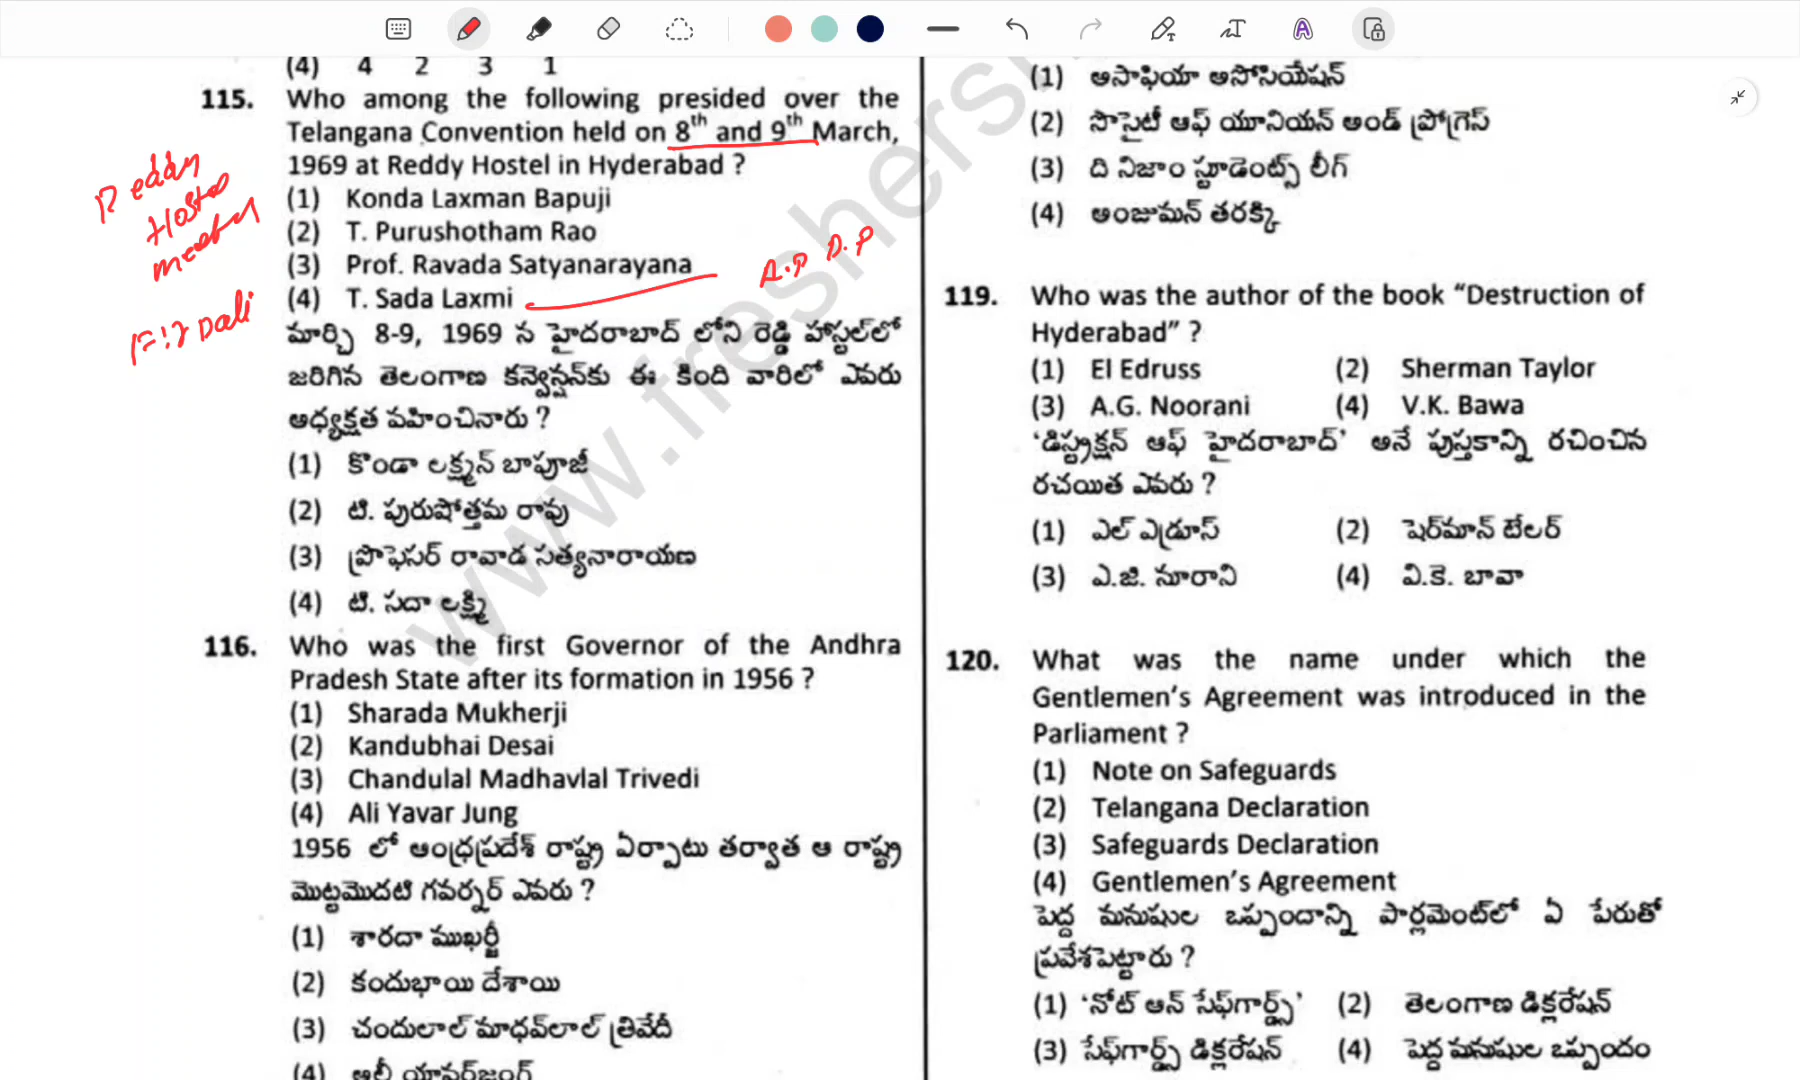 (4) 4 2 3 1
115. Who among the following presided over the
Telangana Convention held on 8th and 9th March,
1969 at Reddy Hostel in Hyderabad ?
(1) Konda Laxman Bapuji
(2) T. Purushotham Rao
(3) Prof. Ravada Satyanarayana
(4) T. Sada Laxmi
మార్చి 8-9, 1969 న హైదరాబాద్ లోని రెడ్డి హాస్టల్‌లో
జరిగిన తెలంగాణ కన్వెన్షన్‌కు ఈ కింది వారిలో ఎవరు
అధ్యక్షత వహించినారు ?
(1) కొండా లక్ష్మన్ బాపూజీ
(2) టి. పురుషోత్తమ రావు
(3) ప్రొఫెసర్ రావాడ సత్యనారాయణ
(4) టి. సదా లక్ష్మి
Reddy
Hostel
A.P D.P
116. Who was the first Governor of the Andhra
Pradesh State after its formation in 1956 ?
(1) Sharada Mukherji
(2) Kandubhai Desai
(3) Chandulal Madhavlal Trivedi
(4) Ali Yavar Jung
1956 లో ఆంధ్రప్రదేశ్ రాష్ట్ర ఏర్పాటు తర్వాత ఆ రాష్ట్ర
మొట్టమొదటి గవర్నర్ ఎవరు ?
(1) శారదా ముఖర్జీ
(2) కందుభాయి దేశాయి
(3) చందులాల్ మాధవ్‌లాల్ త్రివేదీ
(4) ఆలీ యావర్‌జంగ్
(1) ఆసాఫియా అసోసియేషన్
(2) సొసైటీ ఆఫ్ యూనియన్ అండ్ ప్రోగ్రెస్
(3) ది నిజాం స్టూడెంట్స్ లీగ్
(4) అంజుమన్ తరక్కి
119. Who was the author of the book “Destruction of
Hyderabad” ?
(1) El Edruss (2) Sherman Taylor
(3) A.G. Noorani (4) V.K. Bawa
‘డిస్ట్రక్షన్ ఆఫ్ హైదరాబాద్’ అనే పుస్తకాన్ని రచించిన
రచయిత ఎవరు ?
(1) ఎల్ ఎడ్రూస్ (2) షెర్‌మాన్ టేలర్
(3) ఎ.జి. నూరాని (4) వి.కె. బావా
120. What was the name under which the
Gentlemen’s Agreement was introduced in the
Parliament ?
(1) Note on Safeguards
(2) Telangana Declaration
(3) Safeguards Declaration
(4) Gentlemen’s Agreement
పెద్ద మనుషుల ఒప్పందాన్ని పార్లమెంట్‌లో ఏ పేరుతో
ప్రవేశపెట్టారు ?
(1) ‘నోట్ ఆన్ సేఫ్‌గార్డ్స్’ (2) తెలంగాణ డిక్లరేషన్
(3) సేఫ్‌గార్డ్స్ డిక్లరేషన్ (4) పెద్ద మనుషుల ఒప్పందం
www.freshers